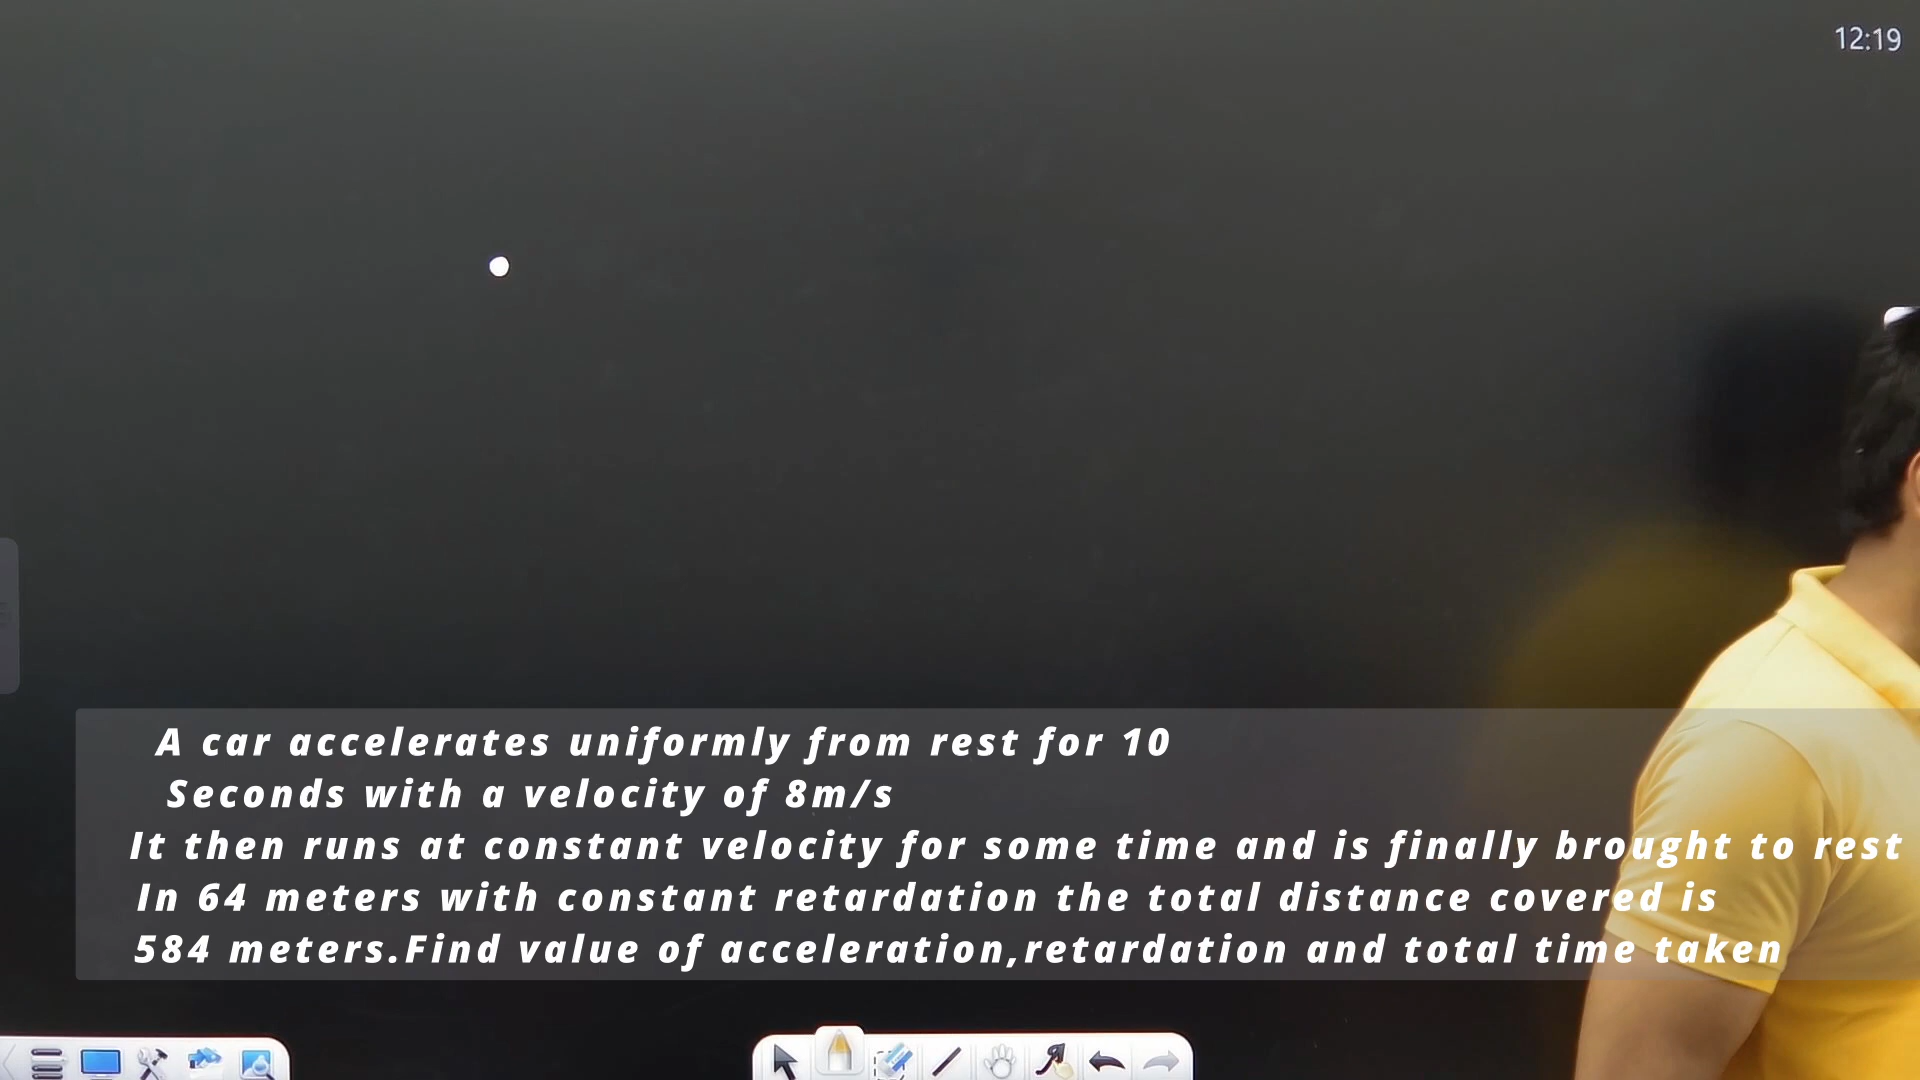 12:19
A car accelerates uniformly from rest for 10
Seconds with a velocity of 8m/s
It then runs at constant velocity for some time and is finally brought to rest
In 64 meters with constant retardation the total distance covered is
584 meters.Find value of acceleration,retardation and total time taken